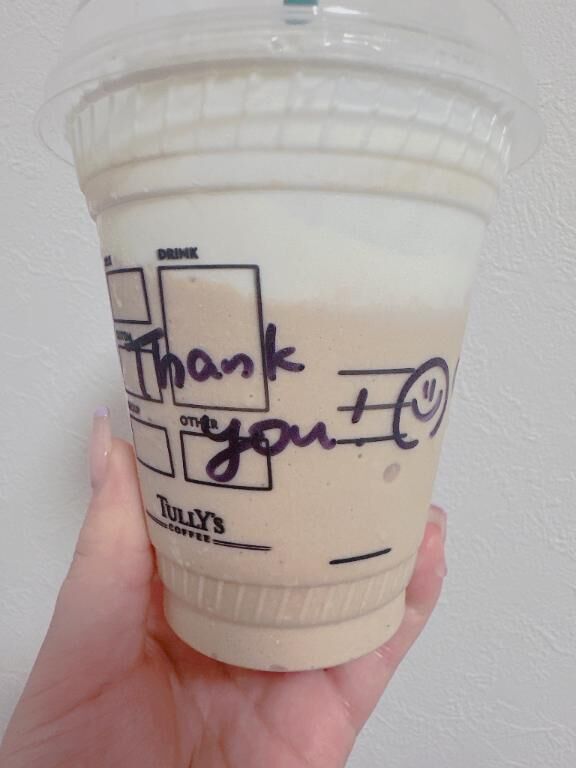 DRINK
Thank
OTHER
you!
TULLY'S
COFFEE